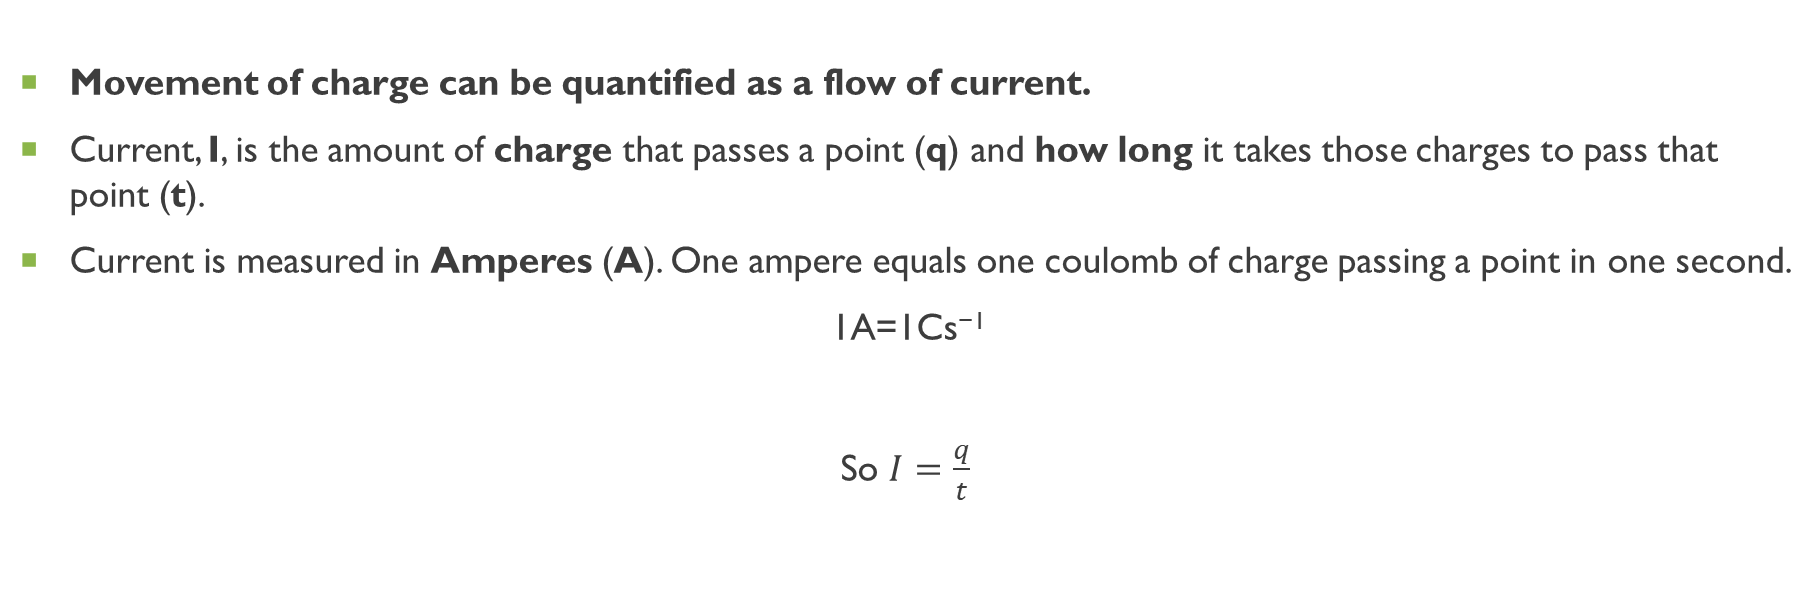 ▪ Movement of charge can be quantified as a flow of current.
▪ Current, I, is the amount of charge that passes a point (q) and how long it takes those charges to pass that
point (t).
▪ Current is measured in Amperes (A). One ampere equals one coulomb of charge passing a point in one second.
1A=1Cs⁻¹
So I = q/t